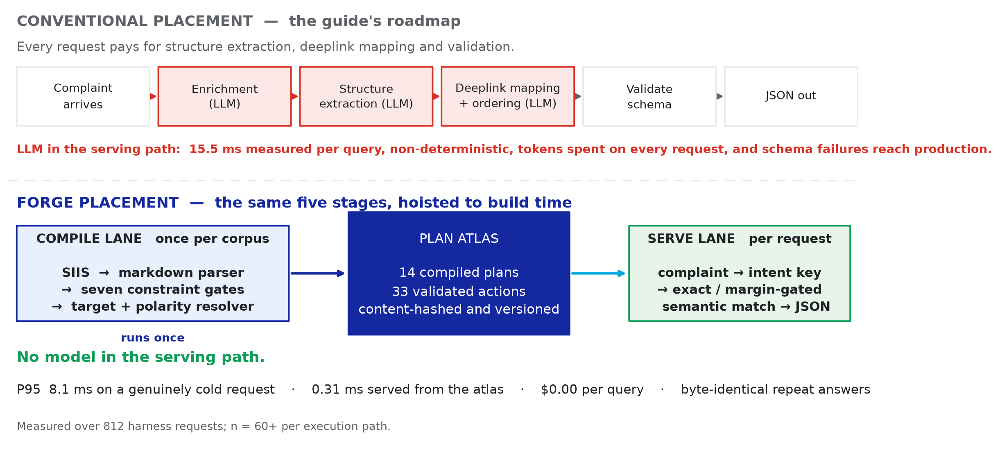 CONVENTIONAL PLACEMENT — the guide's roadmap
Every request pays for structure extraction, deeplink mapping and validation.
Complaint
arrives
Enrichment
(LLM)
Structure
extraction (LLM)
Deeplink mapping
+ ordering (LLM)
Validate
schema
JSON out
LLM in the serving path: 15.5 ms measured per query, non-deterministic, tokens spent on every request, and schema failures reach production.
FORGE PLACEMENT — the same five stages, hoisted to build time
COMPILE LANE once per corpus
SIIS → markdown parser
→ seven constraint gates
→ target + polarity resolver
runs once
PLAN ATLAS
14 compiled plans
33 validated actions
content-hashed and versioned
SERVE LANE per request
complaint → intent key
→ exact / margin-gated
semantic match → JSON
No model in the serving path.
P95 8.1 ms on a genuinely cold request · 0.31 ms served from the atlas · $0.00 per query · byte-identical repeat answers
Measured over 812 harness requests; n = 60+ per execution path.